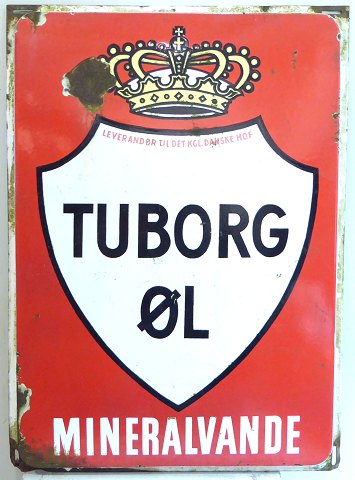 LEVERANDØR TIL DET KGL. DANSKE HOF
TUBORG
ØL
MINERALVANDE